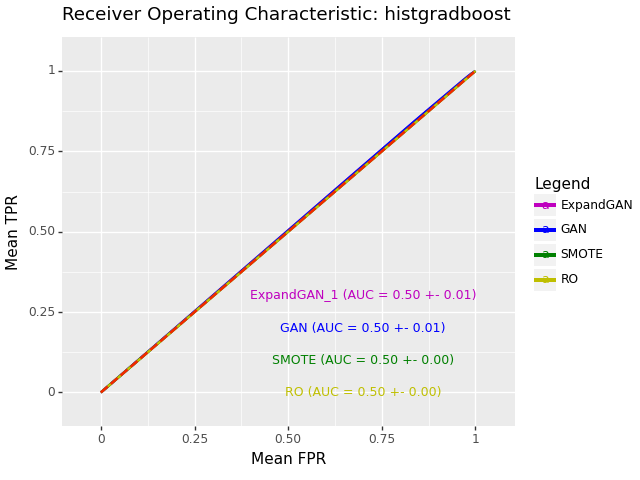 Receiver Operating Characteristic: histgradboost
Mean TPR
1
0.75
0.50
0.25
0
ExpandGAN_1 (AUC = 0.50 +- 0.01)
GAN (AUC = 0.50 +- 0.01)
SMOTE (AUC = 0.50 +- 0.00)
RO (AUC = 0.50 +- 0.00)
0 0.25 0.50 0.75 1
Mean FPR
Legend
a ExpandGAN
a GAN
a SMOTE
a RO